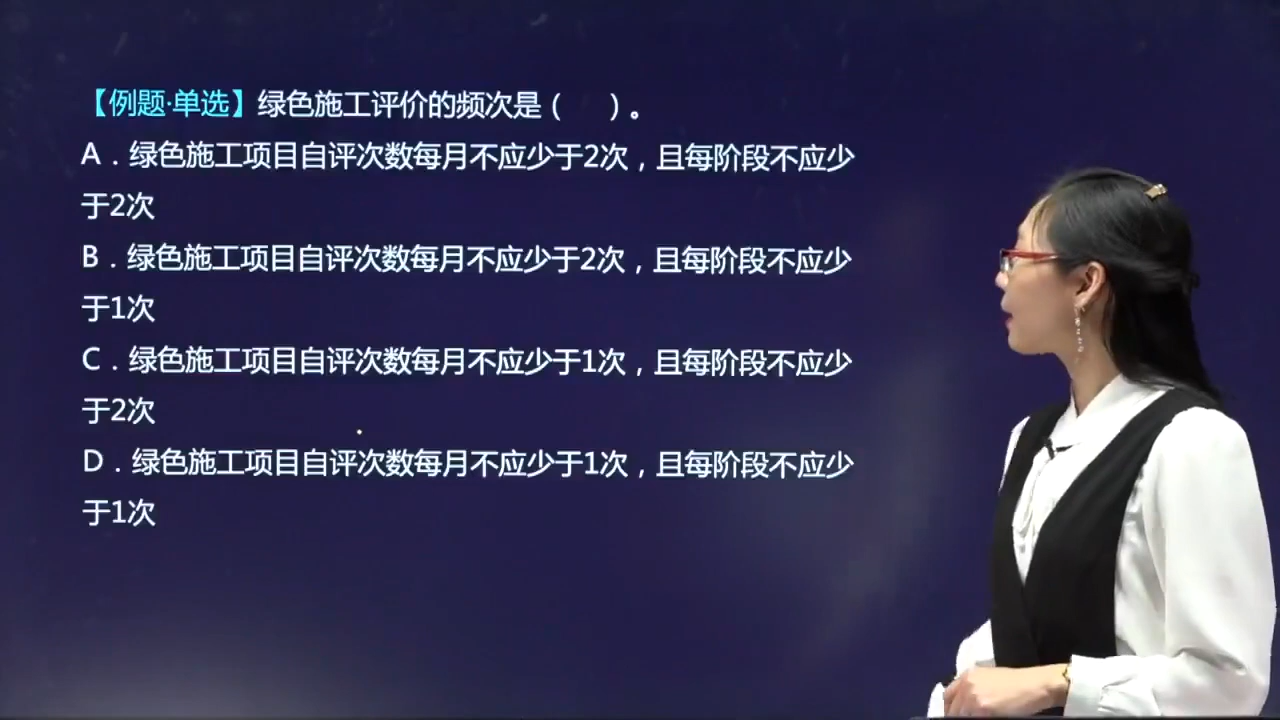 【例题·单选】绿色施工评价的频次是（ ）。
A．绿色施工项目自评次数每月不应少于2次，且每阶段不应少
于2次
B．绿色施工项目自评次数每月不应少于2次，且每阶段不应少
于1次
C．绿色施工项目自评次数每月不应少于1次，且每阶段不应少
于2次
D．绿色施工项目自评次数每月不应少于1次，且每阶段不应少
于1次